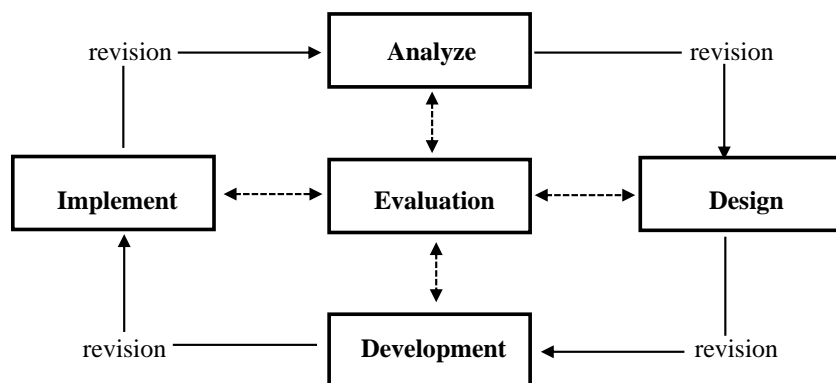 revision
Analyze
revision
Implement
Evaluation
Design
revision
Development
revision